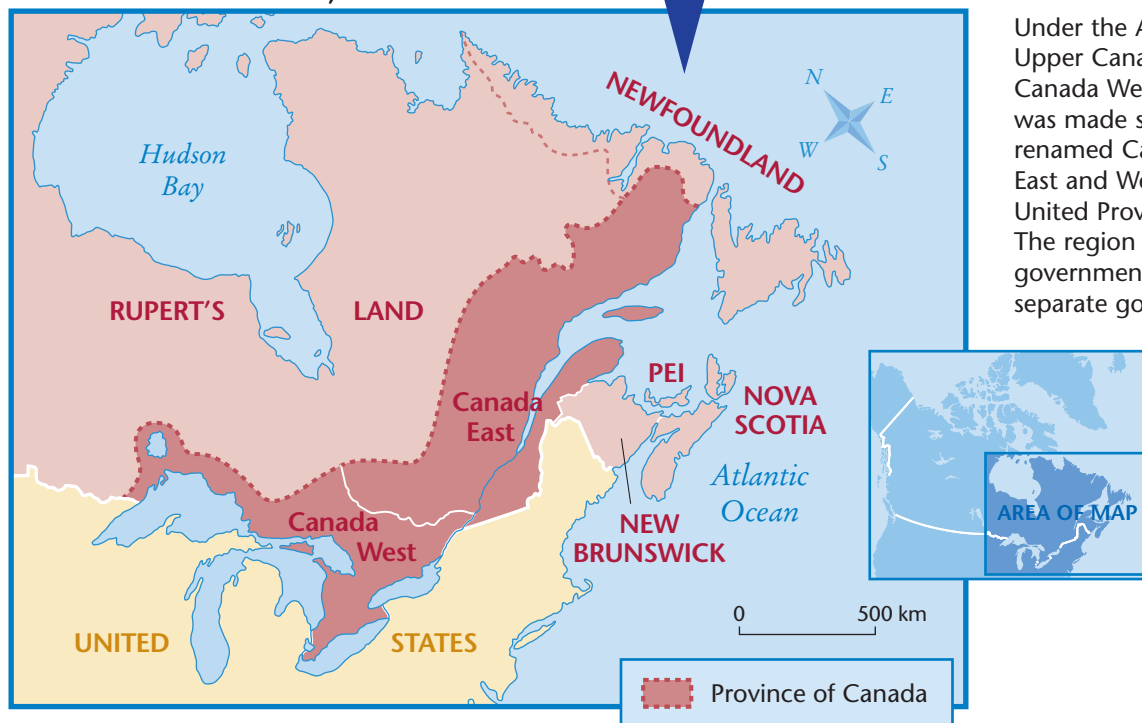 Under the A
Upper Cana
Canada We
was made s
renamed Ca
East and We
United Prov
The region
government
separate go
N
E
W
S
NEWFOUNDLAND
Hudson
Bay
RUPERT'S LAND
Canada
East
PEI
NOVA
SCOTIA
Atlantic
Ocean
Canada
West
NEW
BRUNSWICK
UNITED STATES
0 500 km
Province of Canada
AREA OF MAP